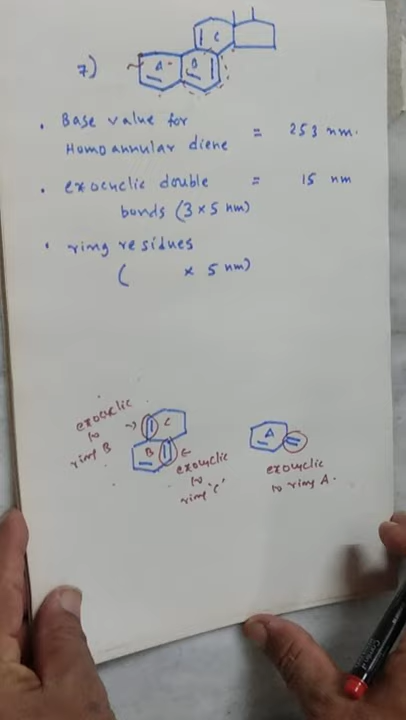 7)
A
B
C
. Base value for
Homoannular diene = 253 nm.
. exocyclic double = 15 nm
bonds (3 x 5 nm)
. ring residues
( x 5 nm)
exocyclic
to
ring B
C
B
exocyclic
to
ring 'C'
A
exocyclic
to ring A.